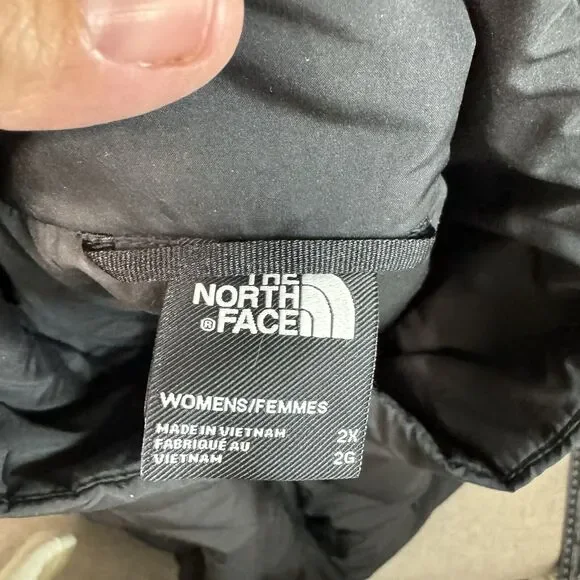 THE
NORTH
® FACE
WOMENS/FEMMES
MADE IN VIETNAM 2X
FABRIQUÉ AU
VIETNAM 2G